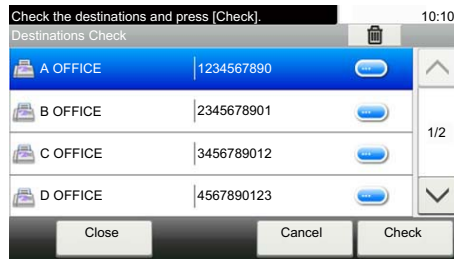 Check the destinations and press [Check]. 10:10
Destinations Check
A OFFICE 1234567890
B OFFICE 2345678901
C OFFICE 3456789012
D OFFICE 4567890123
1/2
Close Cancel Check